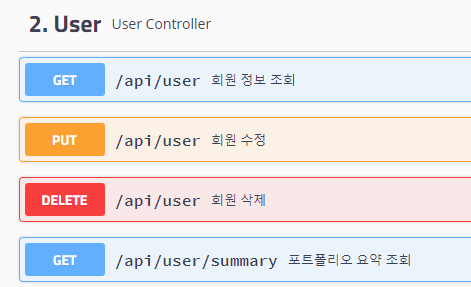 2. User User Controller
GET /api/user 회원 정보 조회
PUT /api/user 회원 수정
DELETE /api/user 회원 삭제
GET /api/user/summary 포트폴리오 요약 조회